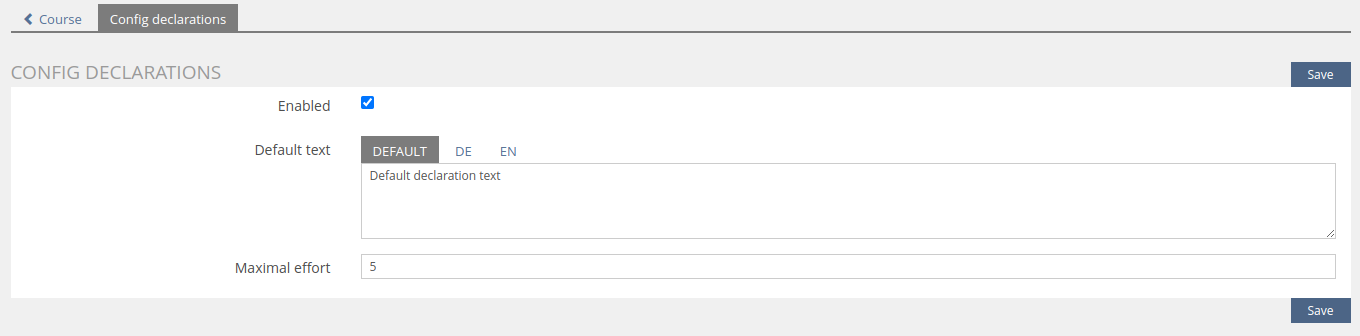 Course
Config declarations
CONFIG DECLARATIONS
Save
Enabled
Default text
DEFAULT DE EN
Default declaration text
Maximal effort
5
Save